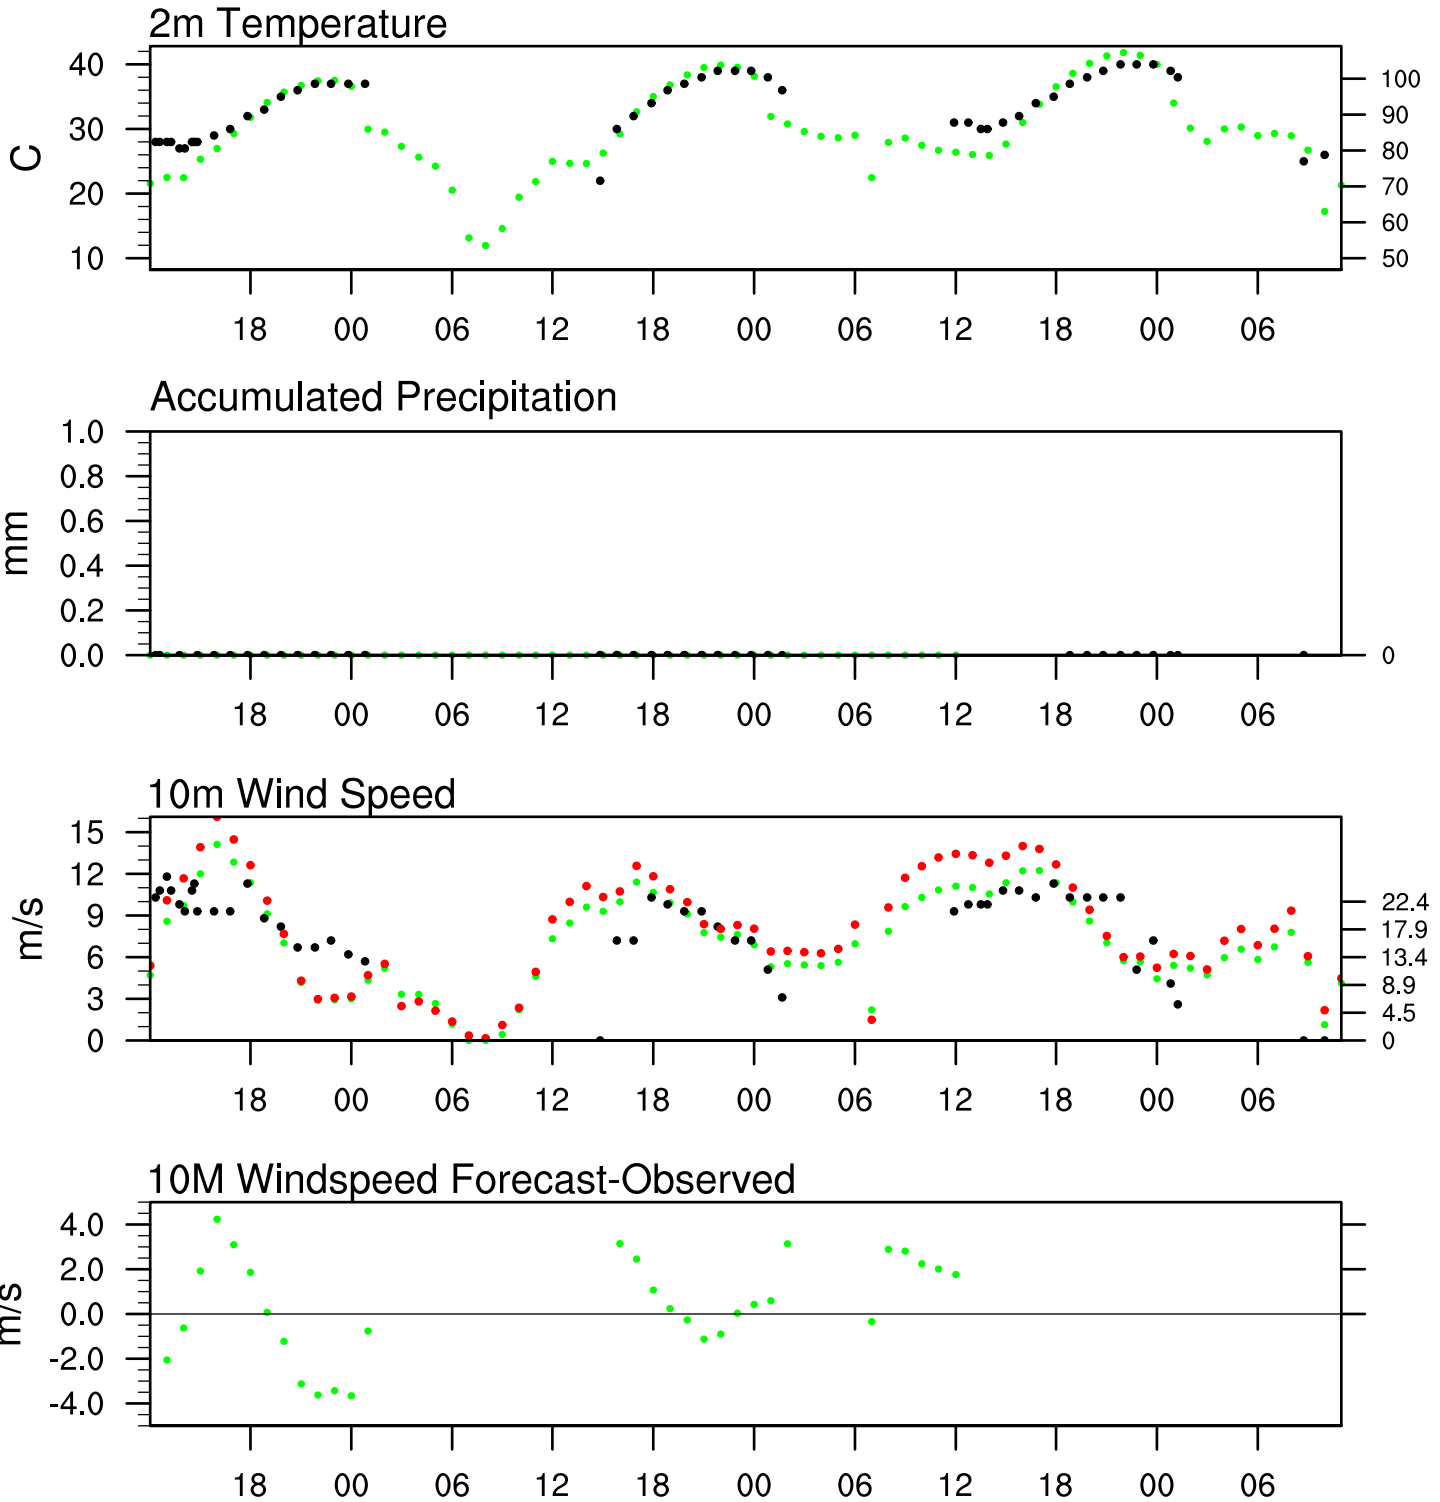 2m Temperature
40
30
20
10
C
100
90
80
70
60
50
18 00 06 12 18 00 06 12 18 00 06
Accumulated Precipitation
1.0
0.8
0.6
0.4
0.2
0.0
mm
0
18 00 06 12 18 00 06 12 18 00 06
10m Wind Speed
15
12
9
6
3
0
m/s
22.4
17.9
13.4
8.9
4.5
0
18 00 06 12 18 00 06 12 18 00 06
10M Windspeed Forecast-Observed
4.0
2.0
0.0
-2.0
-4.0
m/s
18 00 06 12 18 00 06 12 18 00 06